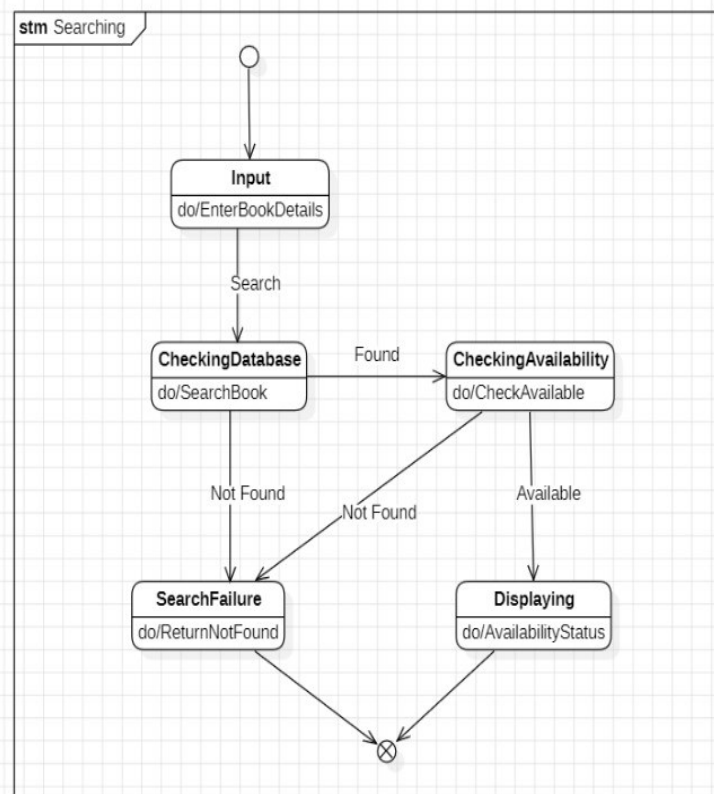 stm Searching
Input
do/EnterBookDetails
Search
CheckingDatabase
do/SearchBook
Found
CheckingAvailability
do/CheckAvailable
Not Found
Not Found
Available
SearchFailure
do/ReturnNotFound
Displaying
do/AvailabilityStatus